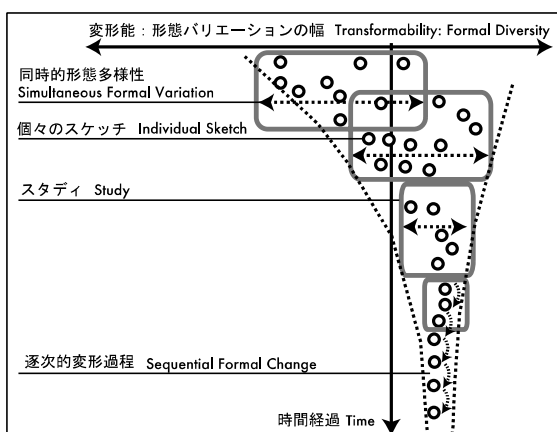 変形能：形態バリエーションの幅 Transformability: Formal Diversity
同時的形態多様性
Simultaneous Formal Variation
個々のスケッチ Individual Sketch
スタディ Study
逐次的変形過程 Sequential Formal Change
時間経過 Time